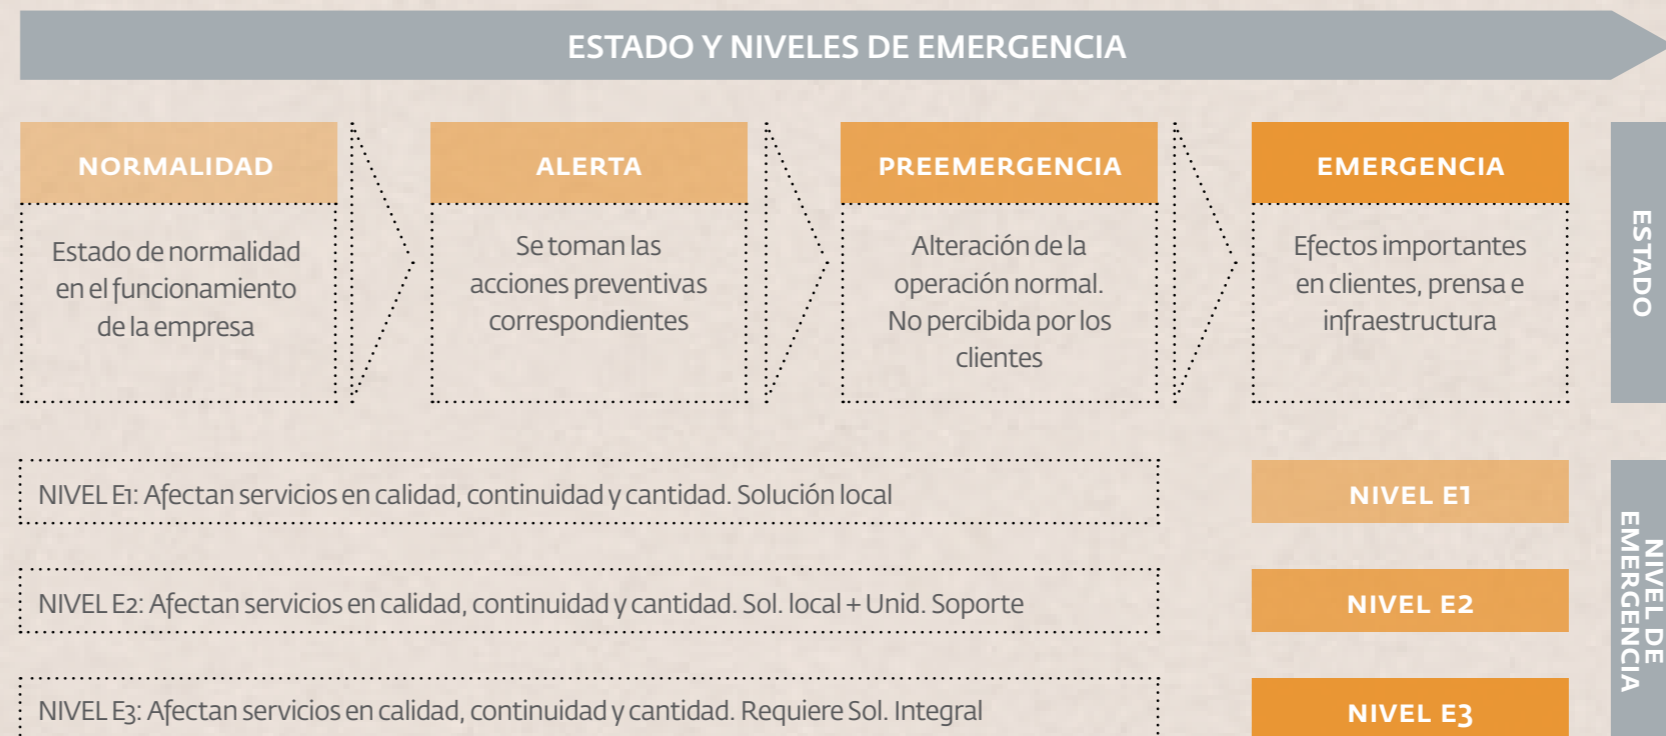 ESTADO Y NIVELES DE EMERGENCIA
NORMALIDAD
Estado de normalidad
en el funcionamiento
de la empresa
ALERTA
Se toman las
acciones preventivas
correspondientes
PREEMERGENCIA
Alteración de la
operación normal.
No percibida por los
clientes
EMERGENCIA
Efectos importantes
en clientes, prensa e
infraestructura
ESTADO
NIVEL E1: Afectan servicios en calidad, continuidad y cantidad. Solución local
NIVEL E1
NIVEL E2: Afectan servicios en calidad, continuidad y cantidad. Sol. local + Unid. Soporte
NIVEL E2
NIVEL E3: Afectan servicios en calidad, continuidad y cantidad. Requiere Sol. Integral
NIVEL E3
NIVEL DE
EMERGENCIA